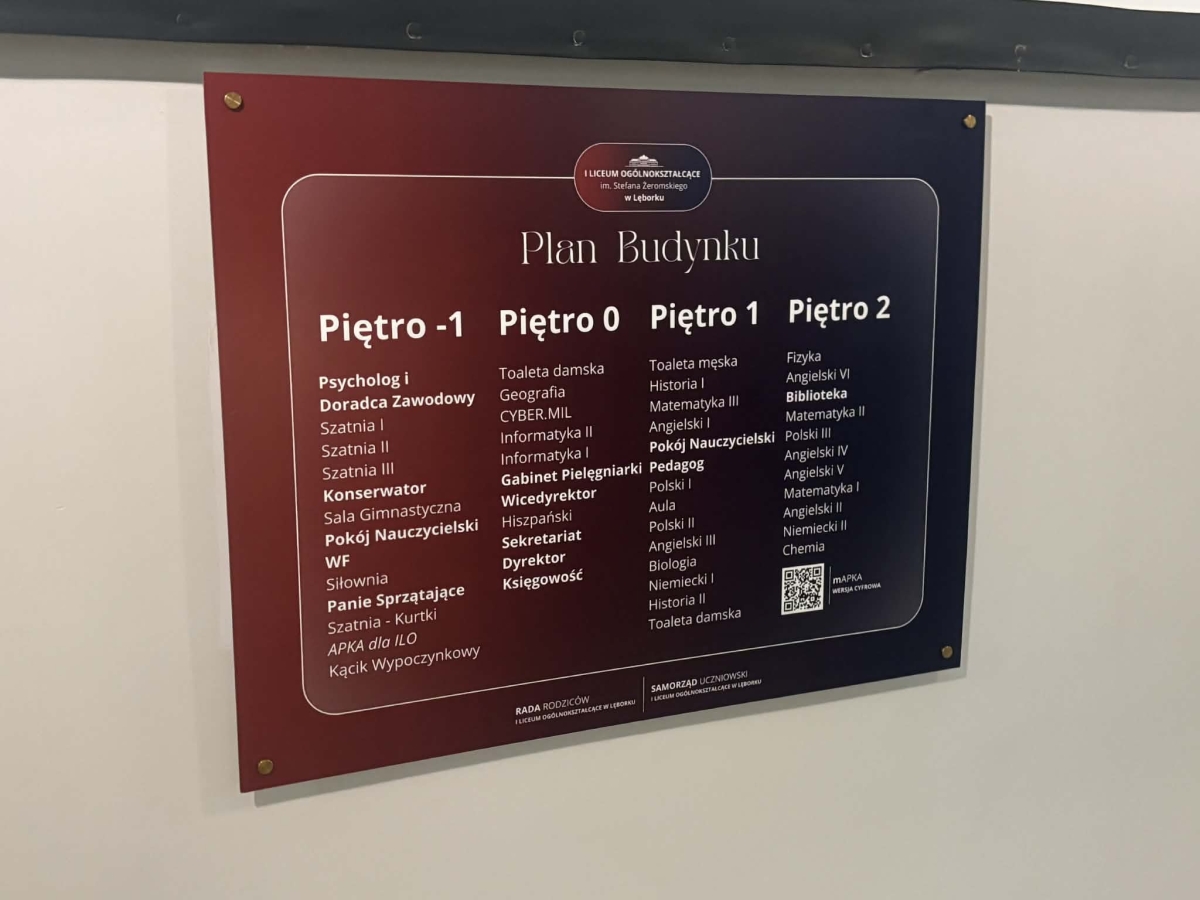 I LICEUM OGÓLNOKSZTAŁCĄCE
im. Stefana Żeromskiego
w Lęborku
Plan Budynku
Piętro -1
Psycholog i
Doradca Zawodowy
Szatnia I
Szatnia II
Szatnia III
Konserwator
Sala Gimnastyczna
Pokój Nauczycielski
WF
Siłownia
Panie Sprzątające
Szatnia - Kurtki
APKA dla ILO
Kącik Wypoczynkowy
Piętro 0
Toaleta damska
Geografia
CYBER.MIL
Informatyka II
Informatyka I
Gabinet Pielęgniarki
Wicedyrektor
Hiszpański
Sekretariat
Dyrektor
Księgowość
Piętro 1
Toaleta męska
Historia I
Matematyka III
Angielski I
Pokój Nauczycielski
Pedagog
Polski I
Aula
Polski II
Angielski III
Biologia
Niemiecki I
Historia II
Toaleta damska
Piętro 2
Fizyka
Angielski VI
Biblioteka
Matematyka II
Polski III
Angielski IV
Angielski V
Matematyka I
Angielski II
Niemiecki II
Chemia
mAPKA
WERSJA CYFROWA
RADA RODZICÓW
I LICEUM OGÓLNOKSZTAŁCĄCE W LĘBORKU
SAMORZĄD UCZNIOWSKI
I LICEUM OGÓLNOKSZTAŁCĄCE W LĘBORKU